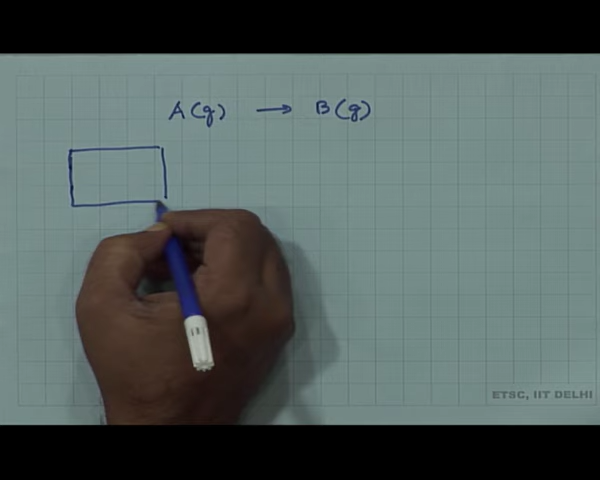 A(g) → B(g)
ETSC, IIT DELHI